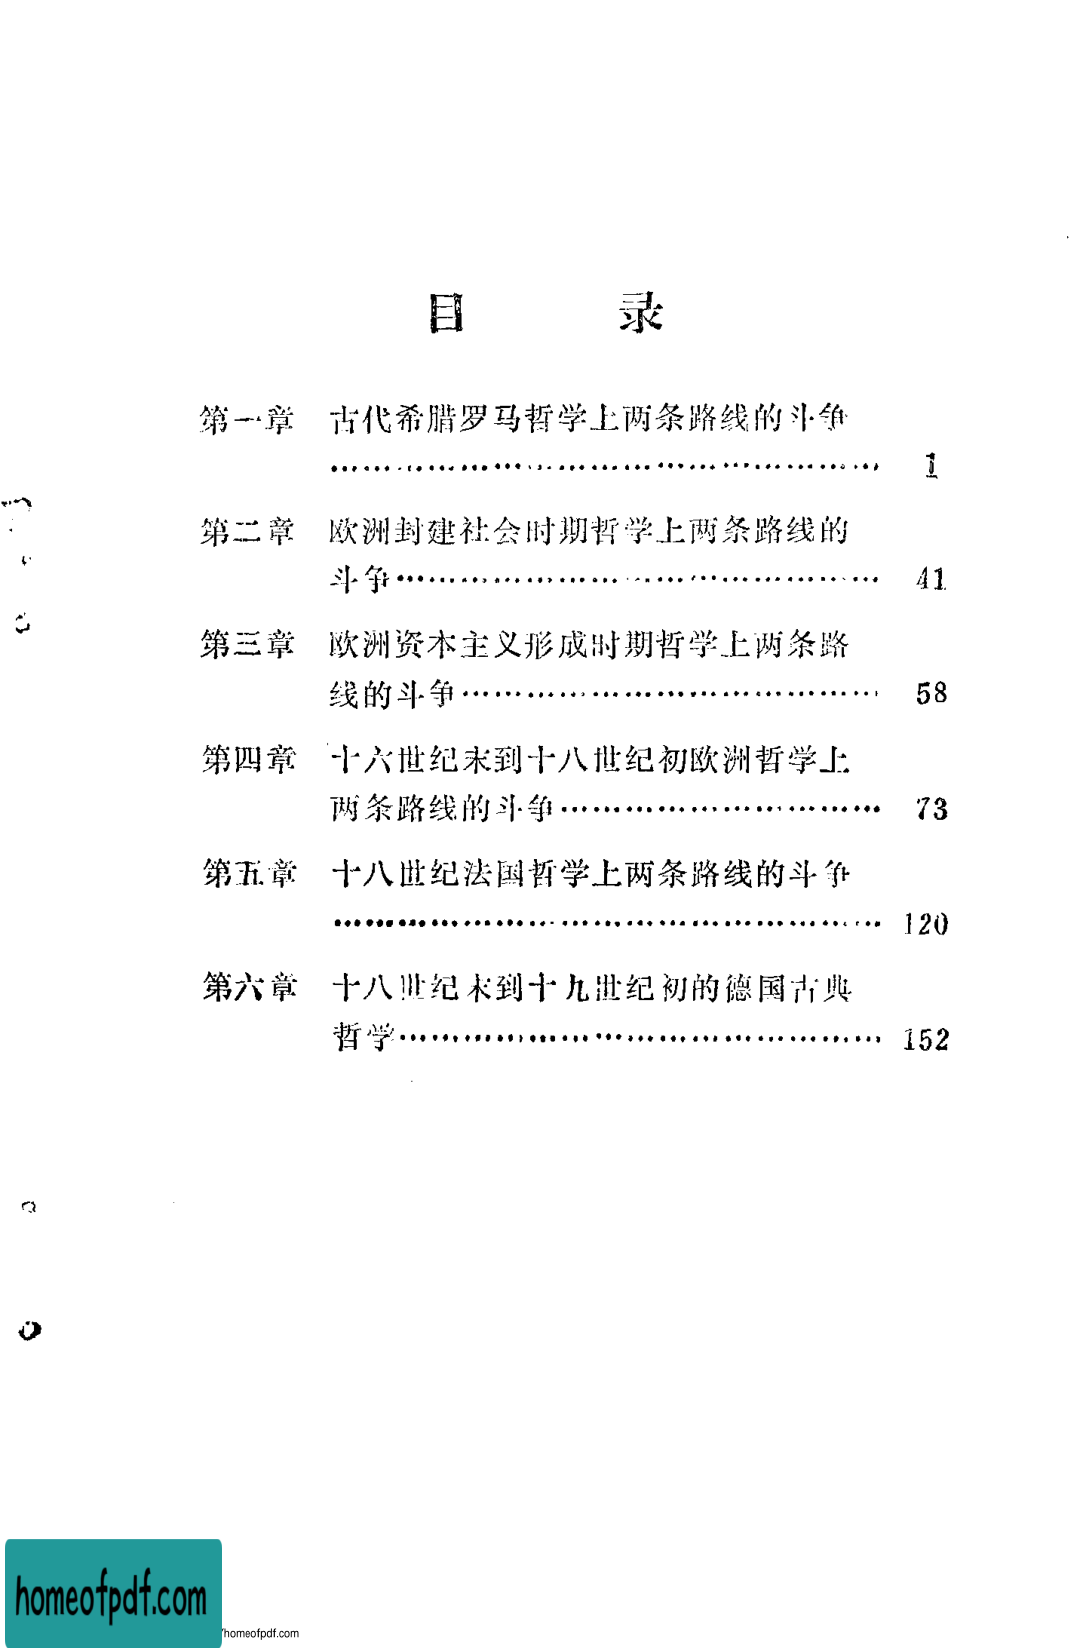 目 录
第一章 古代希腊罗马哲学上两条路线的斗争
…………………………………………… 1
第二章 欧洲封建社会时期哲学上两条路线的
斗争…………………………………… 41
第三章 欧洲资本主义形成时期哲学上两条路
线的斗争……………………………… 58
第四章 十六世纪末到十八世纪初欧洲哲学上
两条路线的斗争……………………… 73
第五章 十八世纪法国哲学上两条路线的斗争
…………………………………………… 120
第六章 十八世纪末到十九世纪初的德国古典
哲学…………………………………… 152
homeofpdf.com
/homeofpdf.com